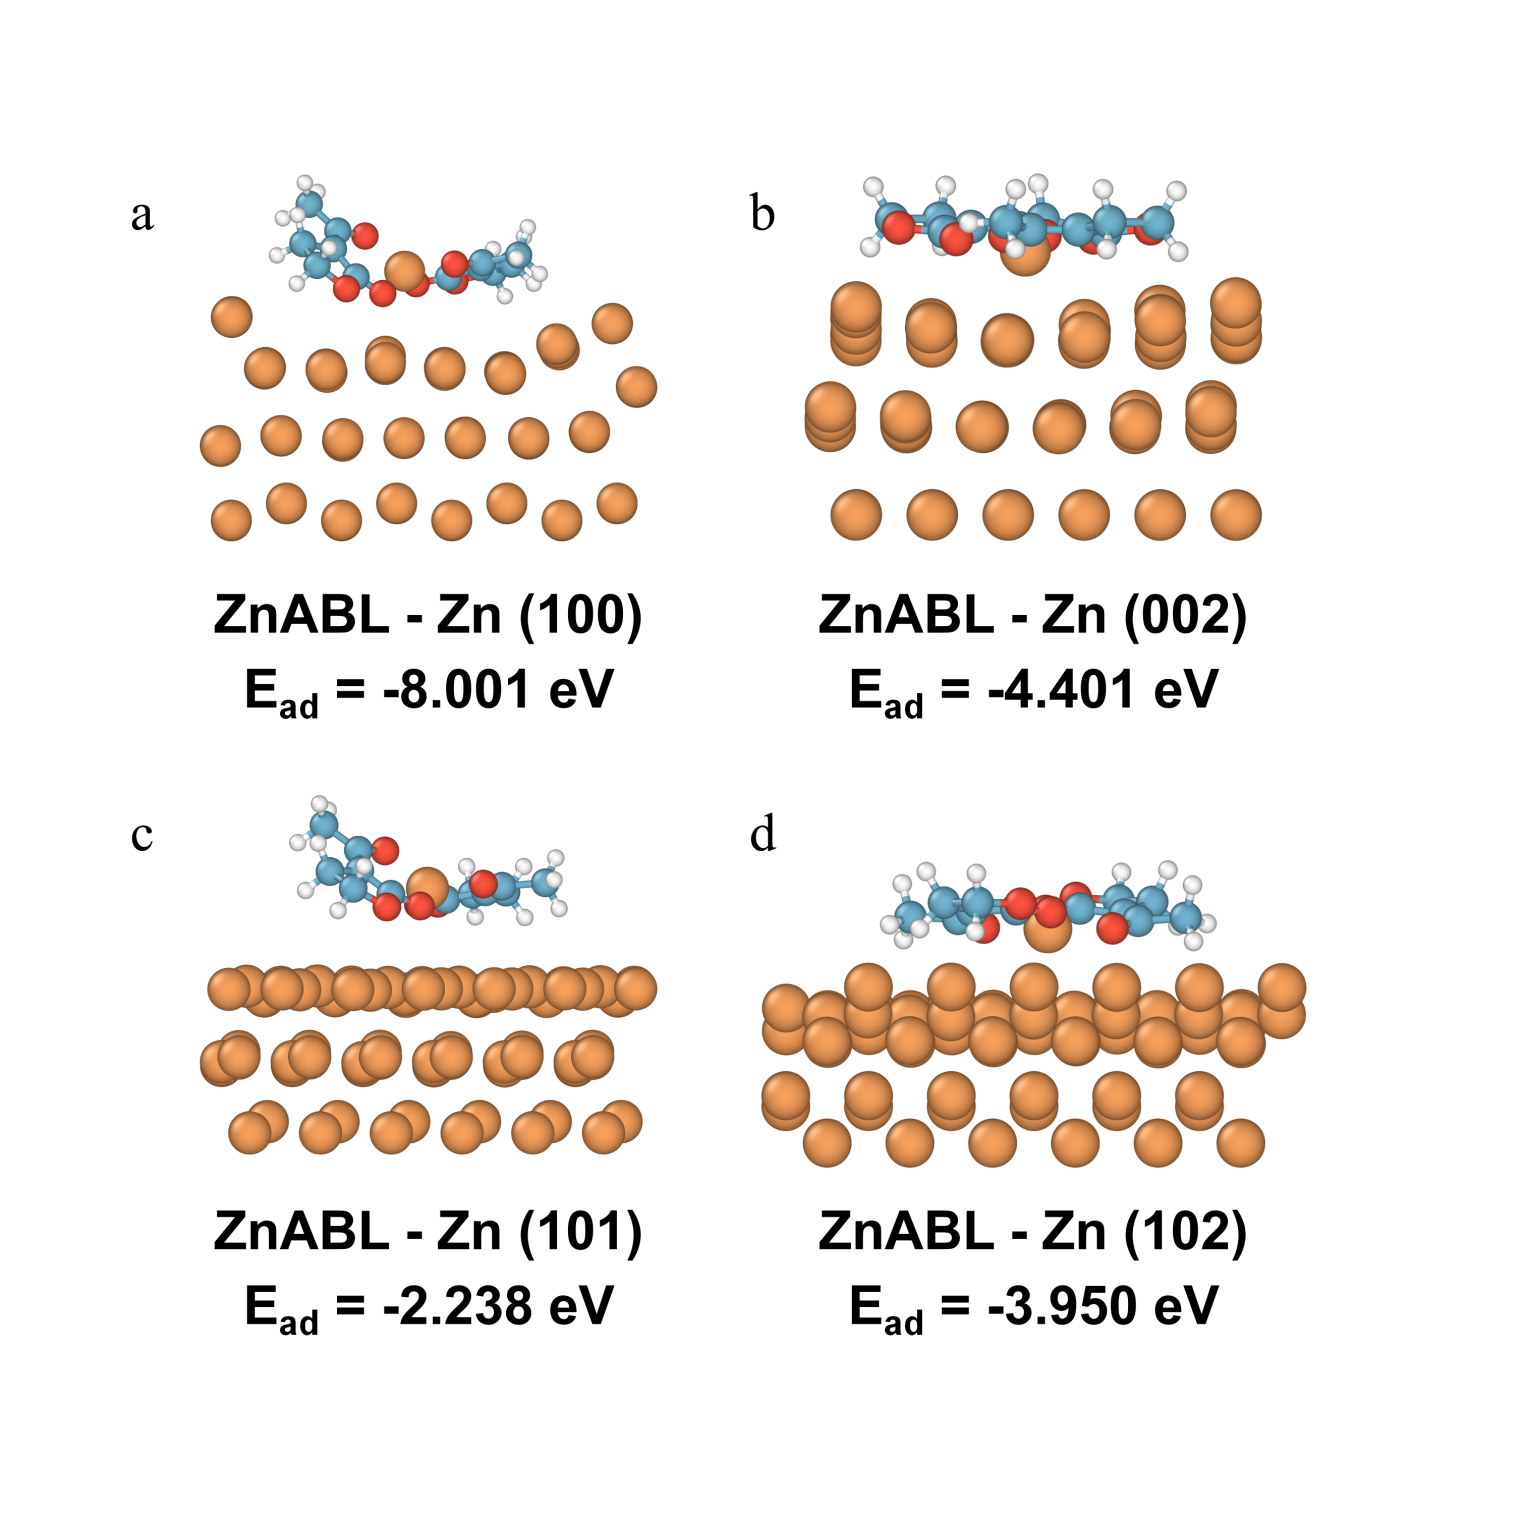 a
b
ZnABL - Zn (100)
E_ad = -8.001 eV
ZnABL - Zn (002)
E_ad = -4.401 eV
c
d
ZnABL - Zn (101)
E_ad = -2.238 eV
ZnABL - Zn (102)
E_ad = -3.950 eV